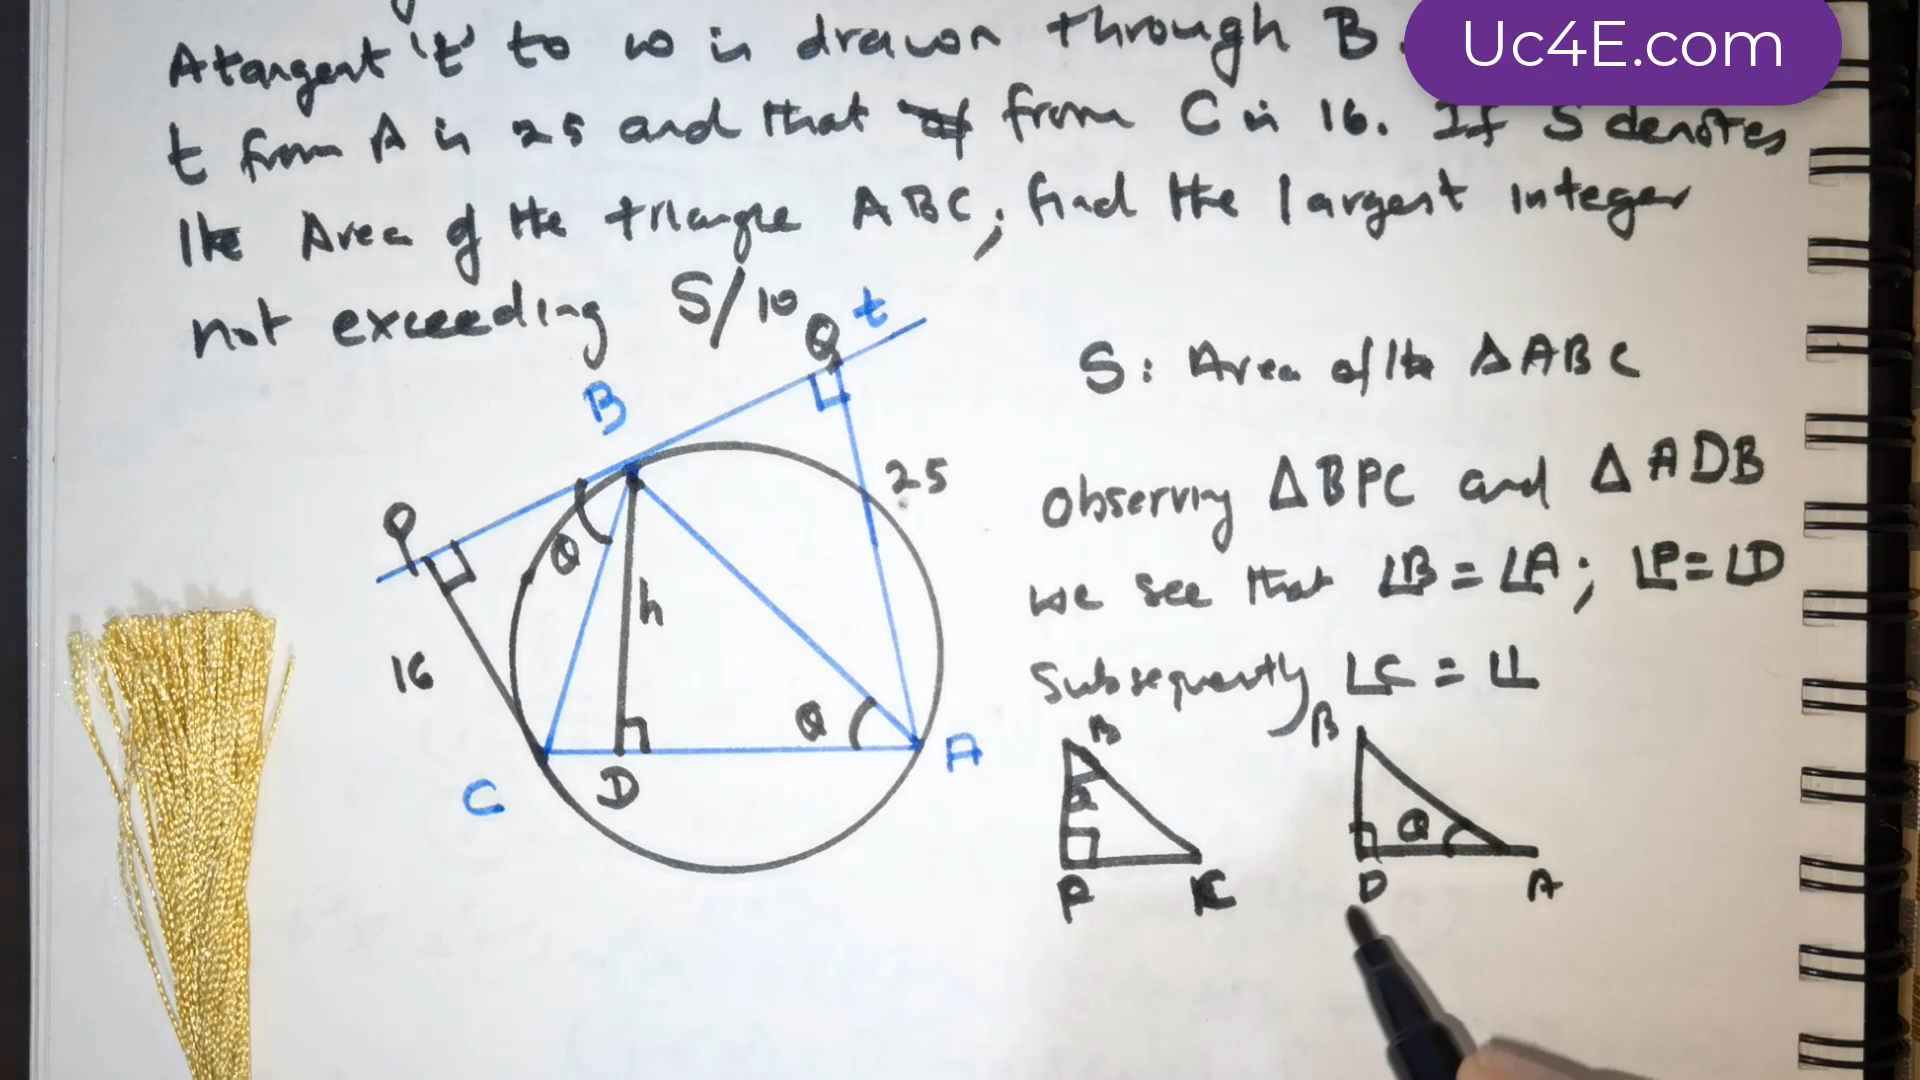 A tangent 't' to ω is drawn through B.
Uc4E.com
t from A is 25 and that from C is 16. If S denotes
the Area of the triangle ABC, find the largest integer
not exceeding S/10
Q t
B
S: Area of the ΔABC
25
P
Observing ΔBPC and ΔADB
θ
h
we see that ∠B = ∠A; ∠P = ∠D
16
Subsequently ∠C =
θ
A
C
D
B
B
θ
θ
P
C
D
A